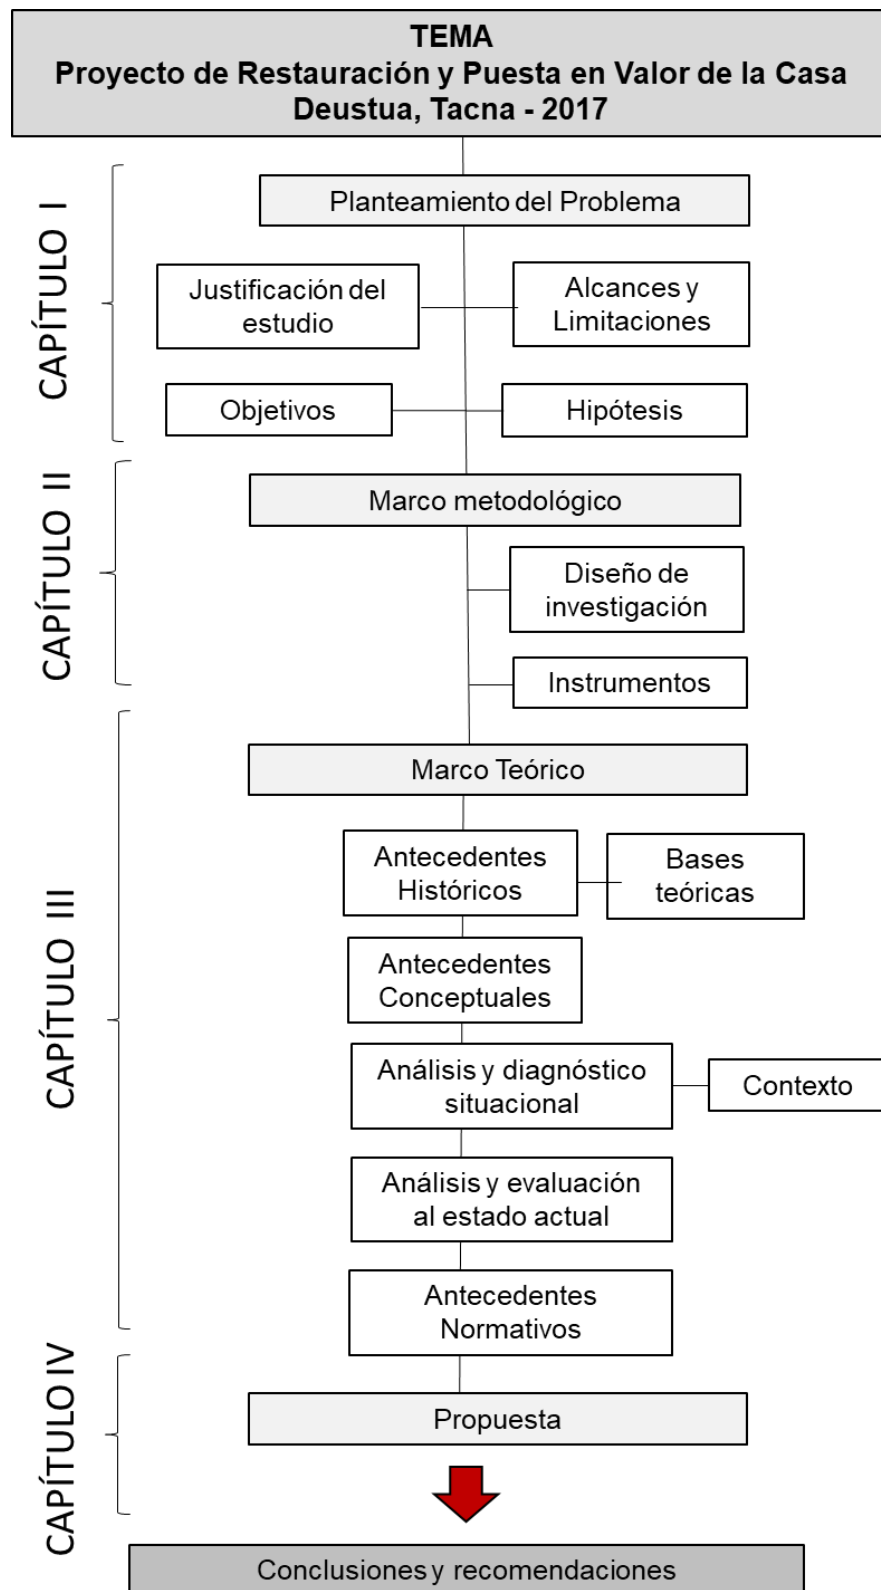 TEMA
Proyecto de Restauración y Puesta en Valor de la Casa
Deustua, Tacna - 2017
CAPÍTULO I
Planteamiento del Problema
Justificación del
estudio
Alcances y
Limitaciones
Objetivos
Hipótesis
CAPÍTULO II
Marco metodológico
Diseño de
investigación
Instrumentos
CAPÍTULO III
Marco Teórico
Antecedentes
Históricos
Bases
teóricas
Antecedentes
Conceptuales
Análisis y diagnóstico
situacional
Contexto
Análisis y evaluación
al estado actual
Antecedentes
Normativos
CAPÍTULO IV
Propuesta
Conclusiones y recomendaciones